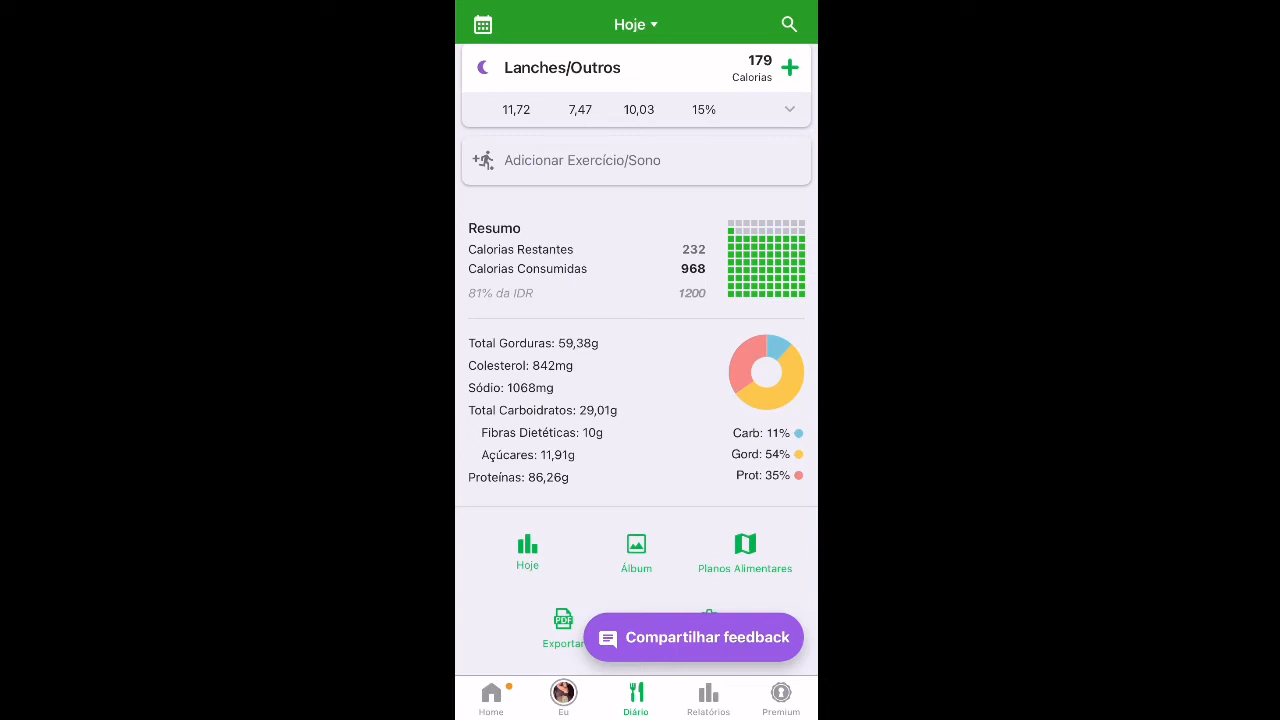 Hoje
Lanches/Outros
179
Calorias
11,72 7,47 10,03 15%
Adicionar Exercício/Sono
Resumo
Calorias Restantes 232
Calorias Consumidas 968
81% da IDR 1200
Total Gorduras: 59,38g
Colesterol: 842mg
Sódio: 1068mg
Total Carboidratos: 29,01g
Fibras Dietéticas: 10g
Açúcares: 11,91g
Proteínas: 86,26g
Carb: 11%
Gord: 54%
Prot: 35%
Hoje Álbum Planos Alimentares
PDF
Exportar
Compartilhar feedback
Home Eu Diário Relatórios Premium